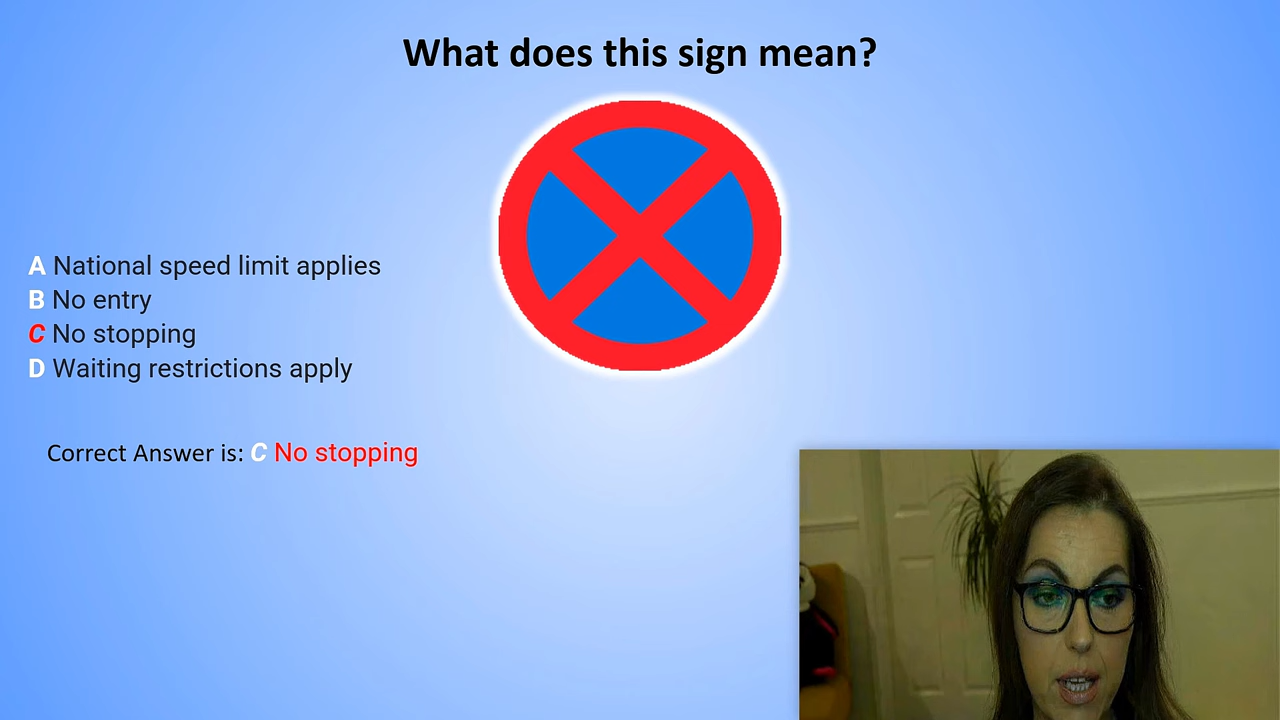 What does this sign mean?
A National speed limit applies
B No entry
C No stopping
D Waiting restrictions apply
Correct Answer is: C No stopping